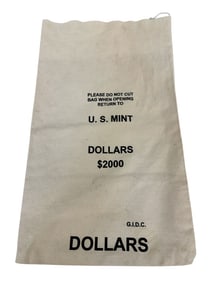 PLEASE DO NOT CUT
BAG WHEN OPENING
RETURN TO
U. S. MINT
DOLLARS
$2000
G.I.D.C.
DOLLARS